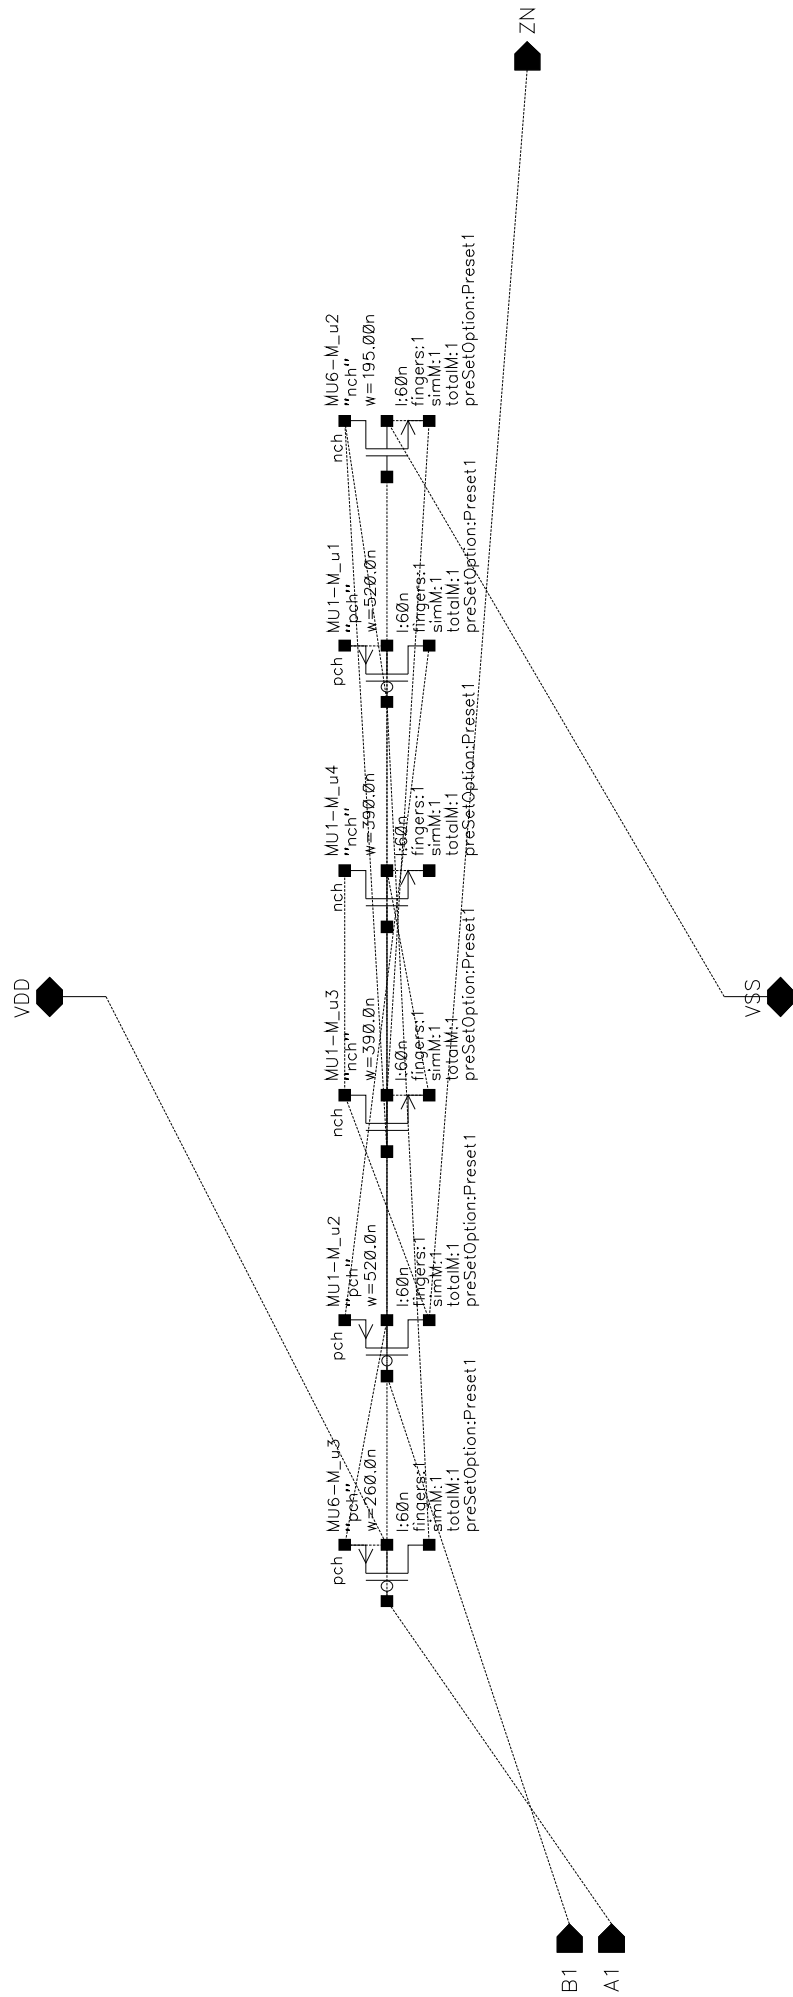 ZN
MU6-M_u2
"nch"
w=195.00n
l:60n
fingers:1
simM:1
totalM:1
preSetOption:Preset1
nch
MU1-M_u1
"pch"
w=520.0n
l:60n
fingers:1
simM:1
totalM:1
preSetOption:Preset1
pch
MU1-M_u4
"nch"
w=390.0n
l:60n
fingers:1
simM:1
totalM:1
preSetOption:Preset1
nch
VDD
VSS
MU1-M_u3
"nch"
w=390.0n
l:60n
fingers:1
simM:1
totalM:1
preSetOption:Preset1
nch
MU1-M_u2
"pch"
w=520.0n
l:60n
fingers:1
simM:1
totalM:1
preSetOption:Preset1
pch
MU6-M_u3
"pch"
w=260.0n
l:60n
fingers:1
simM:1
totalM:1
preSetOption:Preset1
pch
B1
A1